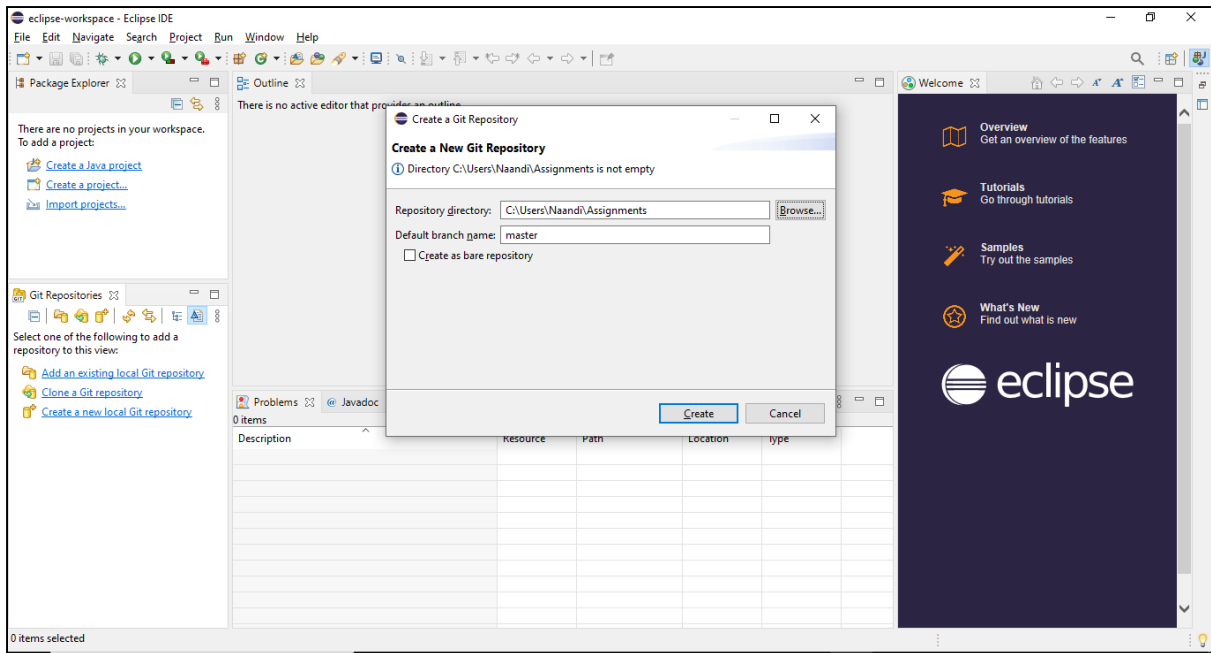 eclipse-workspace - Eclipse IDE
File Edit Navigate Search Project Run Window Help
Package Explorer
There are no projects in your workspace.
To add a project:
Create a Java project
Create a project...
Import projects...
Git Repositories
Select one of the following to add a
repository to this view:
Add an existing local Git repository
Clone a Git repository
Create a new local Git repository
Outline
There is no active editor that provides an outline.
Create a Git Repository
Create a New Git Repository
Directory C:\Users\Naandi\Assignments is not empty
Repository directory: C:\Users\Naandi\Assignments Browse...
Default branch name: master
Create as bare repository
Create Cancel
Problems @ Javadoc
0 items
Description Resource Path Location Type
Welcome
Overview
Get an overview of the features
Tutorials
Go through tutorials
Samples
Try out the samples
What's New
Find out what is new
eclipse
0 items selected